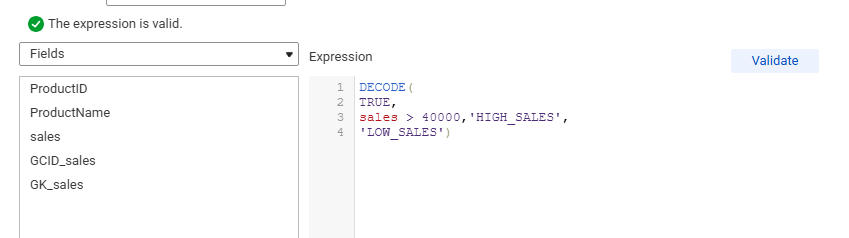 The expression is valid.
Fields
Expression
Validate
ProductID
ProductName
sales
GCID_sales
GK_sales
1 DECODE(
2 TRUE,
3 sales > 40000,'HIGH_SALES',
4 'LOW_SALES')